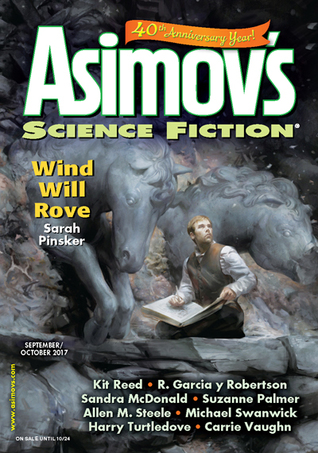 40th Anniversary Year!
Asimov's
SCIENCE FICTION®
Wind
Will
Rove
Sarah
Pinsker
SEPTEMBER/
OCTOBER 2017
www.asimovs.com
Kit Reed • R. Garcia y Robertson
Sandra McDonald • Suzanne Palmer
Allen M. Steele • Michael Swanwick
Harry Turtledove • Carrie Vaughn
ON SALE UNTIL 10/24